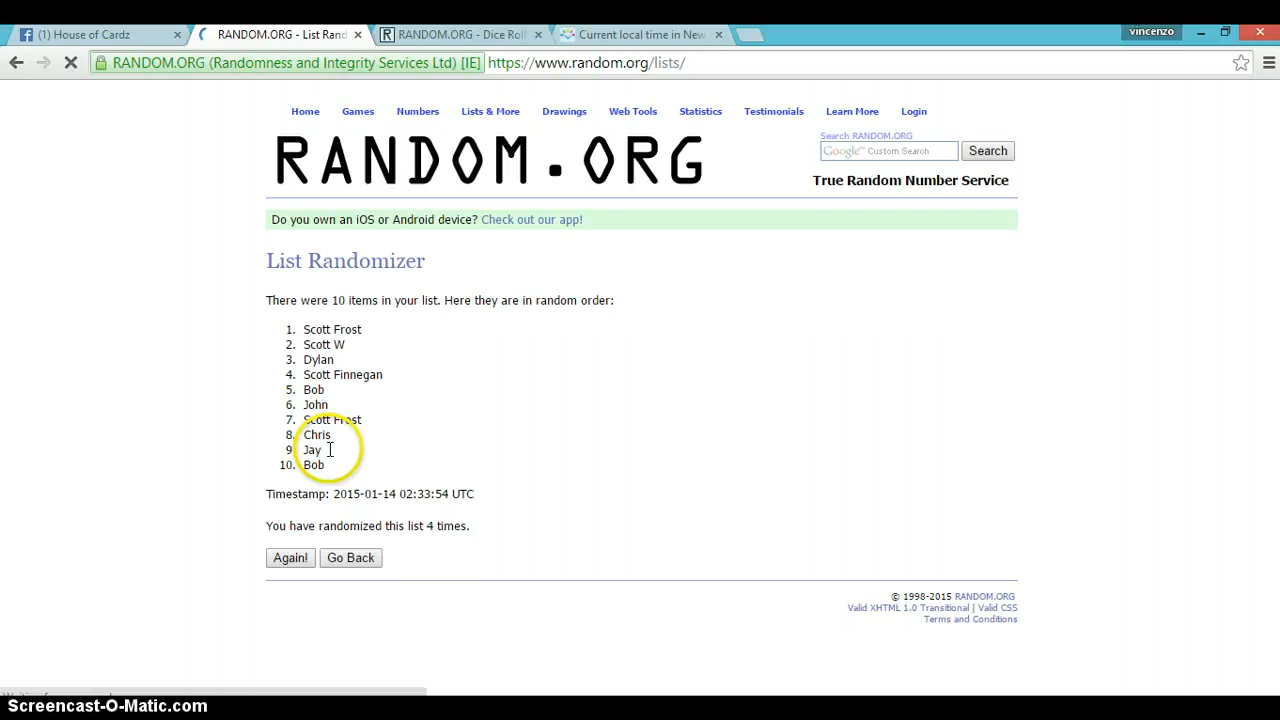 (1) House of Cardz
RANDOM.ORG - List Rand
RANDOM.ORG - Dice Roll
Current local time in New
vincenzo
RANDOM.ORG (Randomness and Integrity Services Ltd) [IE]
https://www.random.org/lists/
Home Games Numbers Lists & More Drawings Web Tools Statistics Testimonials Learn More Login
Search RANDOM.ORG
RANDOM.ORG
Google™ Custom Search
Search
True Random Number Service
Do you own an iOS or Android device? Check out our app!
List Randomizer
There were 10 items in your list. Here they are in random order:
1. Scott Frost
2. Scott W
3. Dylan
4. Scott Finnegan
5. Bob
6. John
7. Scott Frost
8. Chris
9. Jay
10. Bob
Timestamp: 2015-01-14 02:33:54 UTC
You have randomized this list 4 times.
Again! Go Back
© 1998-2015 RANDOM.ORG
Valid XHTML 1.0 Transitional | Valid CSS
Terms and Conditions
Screencast-O-Matic.com